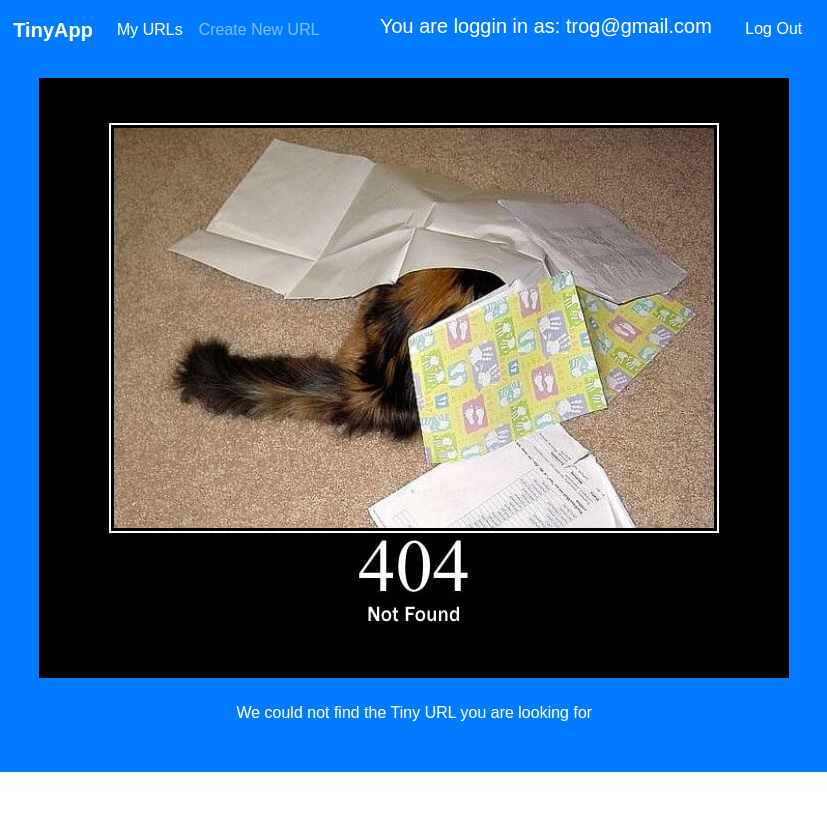 TinyApp My URLs Create New URL You are loggin in as: trog@gmail.com Log Out
404
Not Found
We could not find the Tiny URL you are looking for